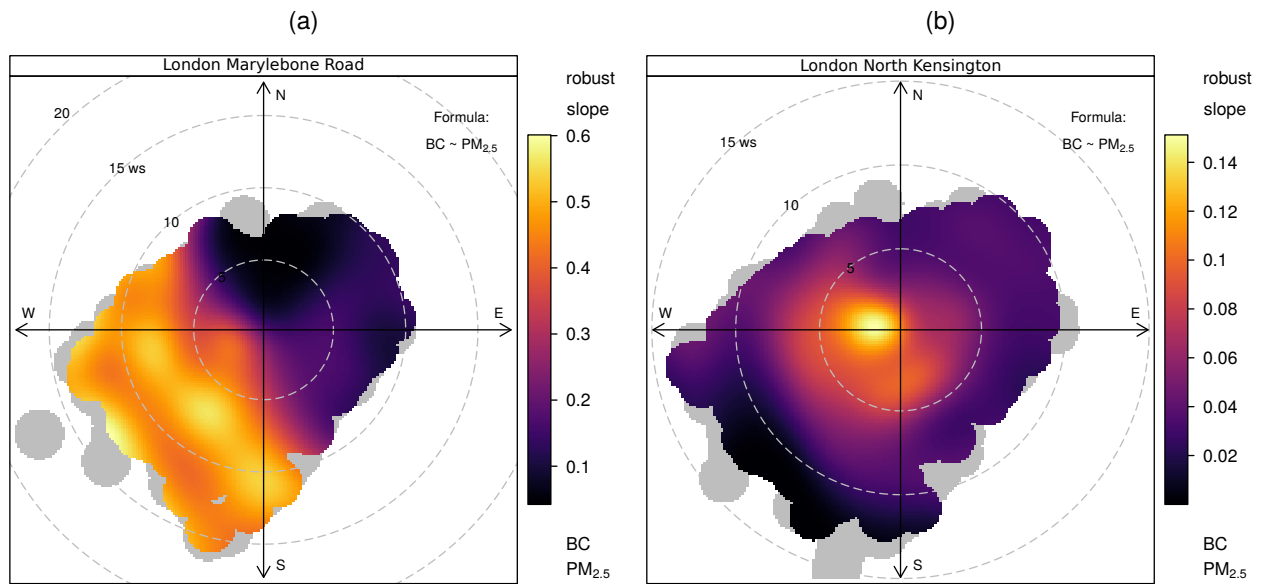 (a)
London Marylebone Road
robust
slope
20
15 ws
10
5
N
E
S
W
Formula:
BC ~ PM2.5
0.6
0.5
0.4
0.3
0.2
0.1
BC
PM2.5
(b)
London North Kensington
robust
slope
15 ws
10
5
N
E
S
W
Formula:
BC ~ PM2.5
0.14
0.12
0.1
0.08
0.06
0.04
0.02
BC
PM2.5